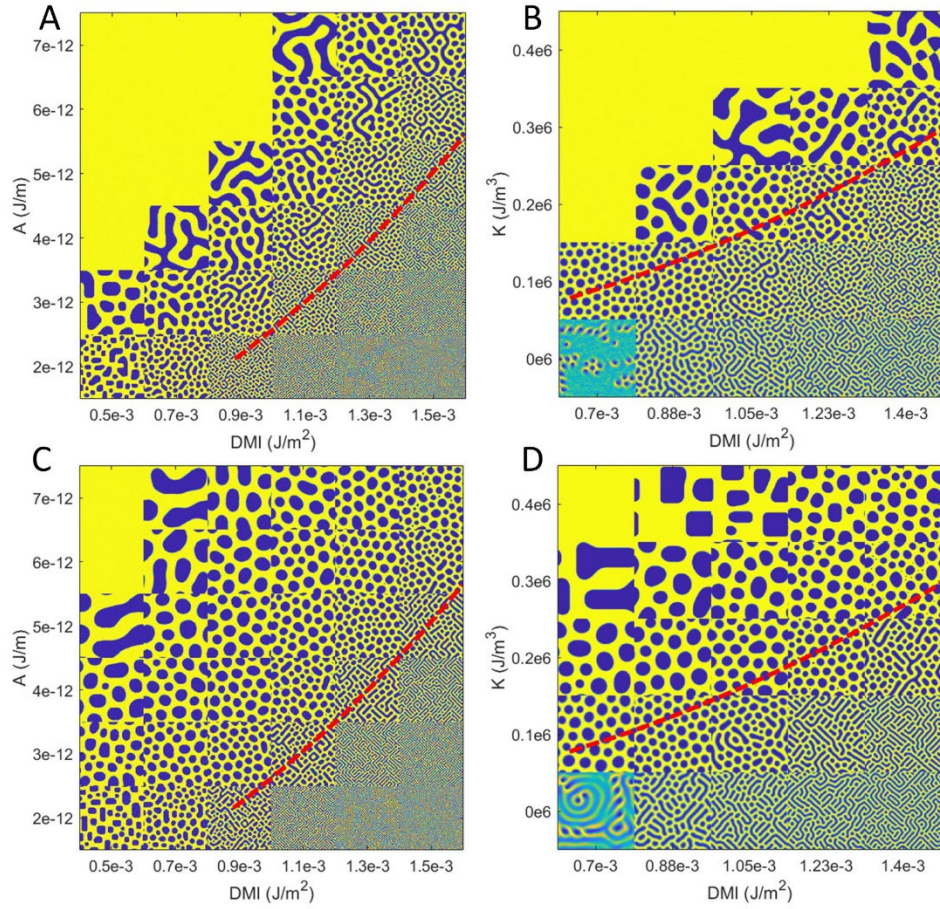 A
A (J/m)
7e-12
6e-12
5e-12
4e-12
3e-12
2e-12
0.5e-3 0.7e-3 0.9e-3 1.1e-3 1.3e-3 1.5e-3
DMI (J/m²)
B
K (J/m³)
0.4e6
0.3e6
0.2e6
0.1e6
0e6
0.7e-3 0.88e-3 1.05e-3 1.23e-3 1.4e-3
DMI (J/m²)
C
A (J/m)
7e-12
6e-12
5e-12
4e-12
3e-12
2e-12
0.5e-3 0.7e-3 0.9e-3 1.1e-3 1.3e-3 1.5e-3
DMI (J/m²)
D
K (J/m³)
0.4e6
0.3e6
0.2e6
0.1e6
0e6
0.7e-3 0.88e-3 1.05e-3 1.23e-3 1.4e-3
DMI (J/m²)